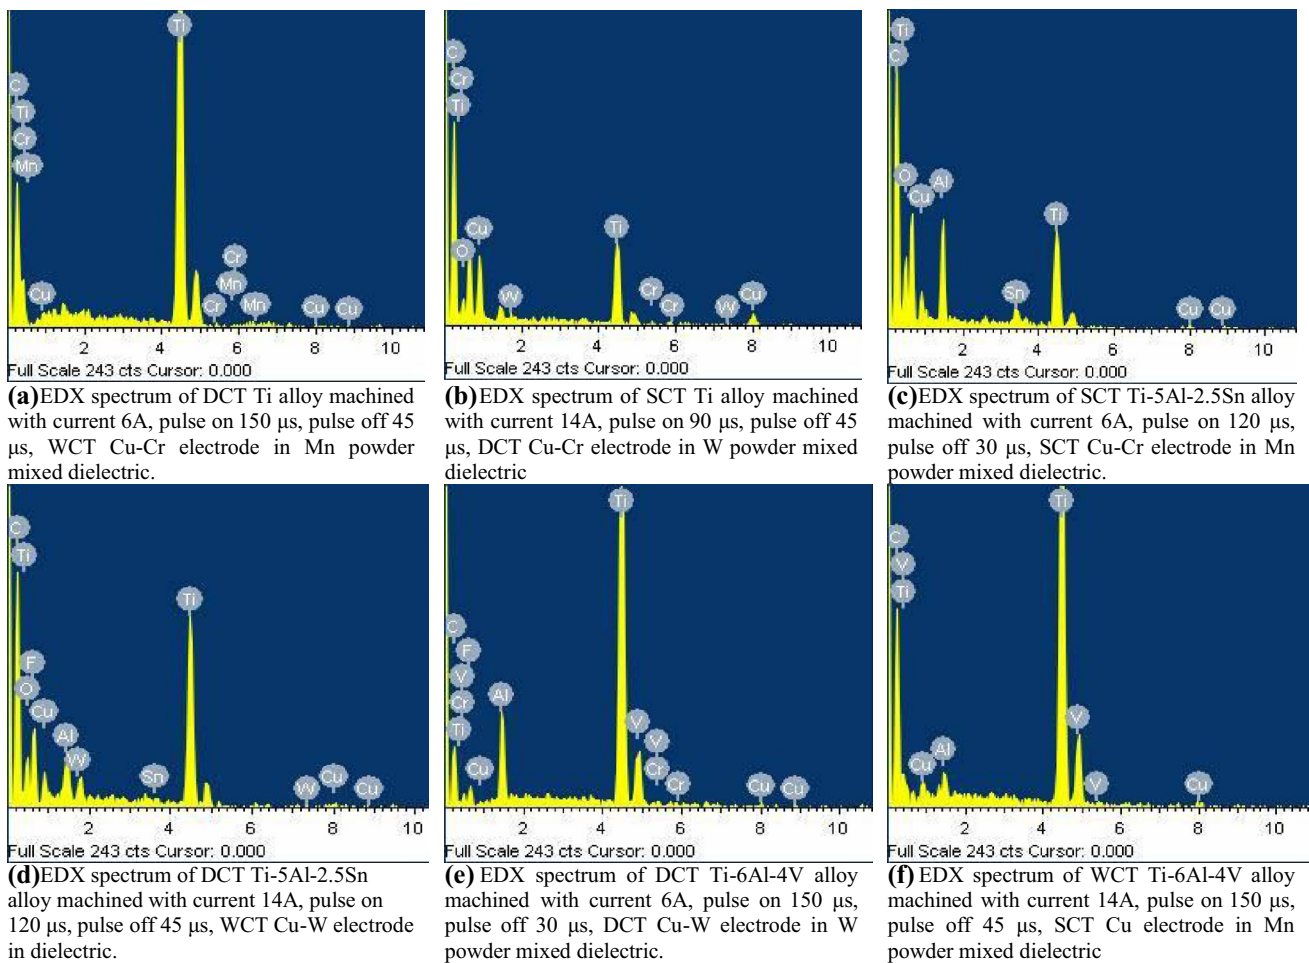 Ti
C
Ti
Cr
Mn
Cu
Cr
Mn
Cr
Mn
Cu
Cu
2 4 6 8 10
Full Scale 243 cts Cursor: 0.000
(a)EDX spectrum of DCT Ti alloy machined
with current 6A, pulse on 150 μs, pulse off 45
μs, WCT Cu-Cr electrode in Mn powder
mixed dielectric.
C
Cr
Ti
O
Cu
W
Ti
Cr
Cr
W
Cu
2 4 6 8 10
Full Scale 243 cts Cursor: 0.000
(b) EDX spectrum of SCT Ti alloy machined
with current 14A, pulse on 90 μs, pulse off 45
μs, DCT Cu-Cr electrode in W powder mixed
dielectric
Ti
C
O
Cu
Al
Sn
Ti
Cu
Cu
2 4 6 8 10
Full Scale 243 cts Cursor: 0.000
(c) EDX spectrum of SCT Ti-5Al-2.5Sn alloy
machined with current 6A, pulse on 120 μs,
pulse off 30 μs, SCT Cu-Cr electrode in Mn
powder mixed dielectric.
C
Ti
F
O
Cu
Al
W
Sn
Ti
W
Cu
Cu
2 4 6 8 10
Full Scale 243 cts Cursor: 0.000
(d)EDX spectrum of DCT Ti-5Al-2.5Sn
alloy machined with current 14A, pulse on
120 μs, pulse off 45 μs, WCT Cu-W electrode
in dielectric.
Ti
C
F
V
Cr
Ti
Cu
Al
V
V
Cr
Cr
Cu
Cu
2 4 6 8 10
Full Scale 243 cts Cursor: 0.000
(e) EDX spectrum of DCT Ti-6Al-4V alloy
machined with current 6A, pulse on 150 μs,
pulse off 30 μs, DCT Cu-W electrode in W
powder mixed dielectric.
Ti
C
V
Ti
Cu
Al
V
V
Cu
2 4 6 8 10
Full Scale 243 cts Cursor: 0.000
(f) EDX spectrum of WCT Ti-6Al-4V alloy
machined with current 14A, pulse on 150 μs,
pulse off 45 μs, SCT Cu electrode in Mn
powder mixed dielectric